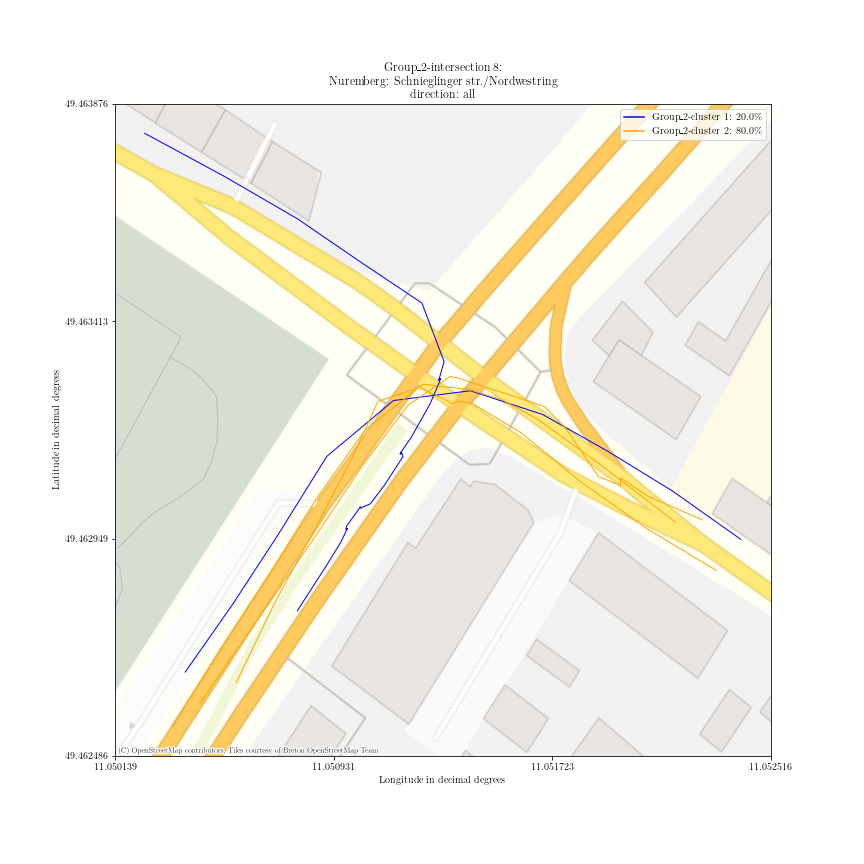 Group_2-intersection 8:
Nuremberg: Schnieglinger str./Nordwestring
direction: all
49.463876
Group_2-cluster 1: 20.0%
Group_2-cluster 2: 80.0%
49.463413
Latitude in decimal degrees
49.462949
49.462486
(C) OpenStreetMap contributors, Tiles courtesy of Breton OpenStreetMap Team
11.050139
11.050931
11.051723
11.052516
Longitude in decimal degrees